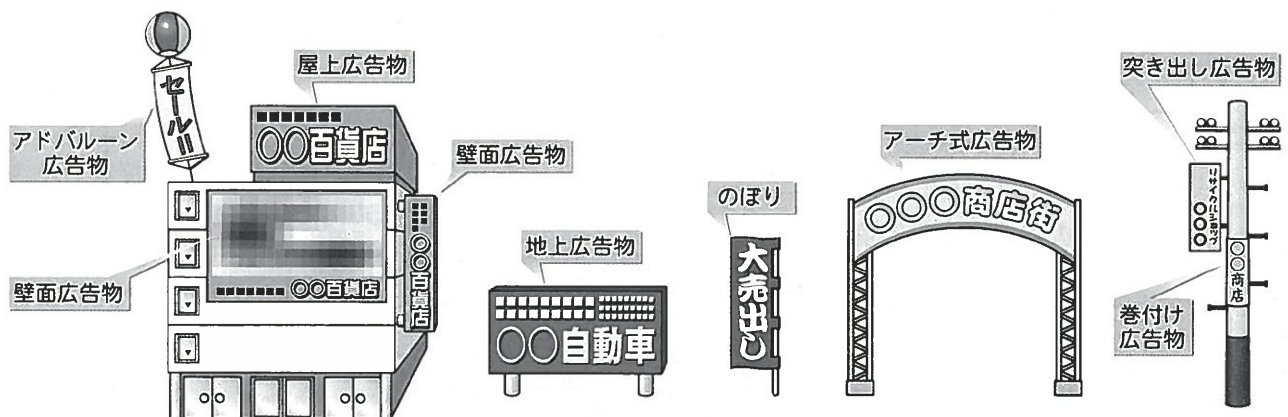 屋上広告物
セール!!
アドバルーン
広告物
○○百貨店
壁面広告物
○○百貨店
壁面広告物
○○百貨店
地上広告物
○○自動車
のぼり
大売出し
アーチ式広告物
○○○商店街
突き出し広告物
リサイクルショップ
○○○
○○商店
巻付け
広告物